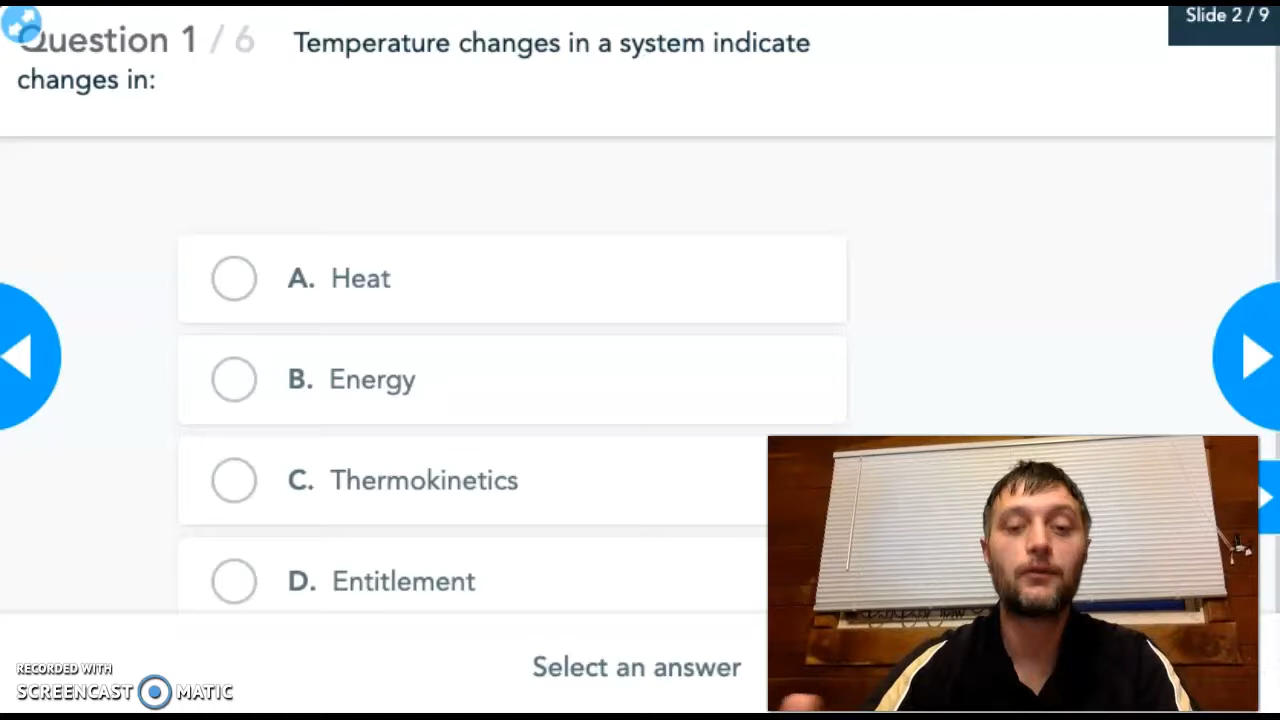 Question 1 / 6 Temperature changes in a system indicate
changes in:
Slide 2 / 9
A. Heat
B. Energy
C. Thermokinetics
D. Entitlement
Select an answer
RECORDED WITH
SCREENCAST MATIC